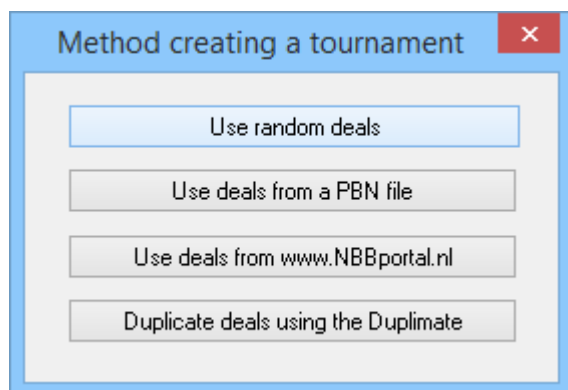 Method creating a tournament
Use random deals
Use deals from a PBN file
Use deals from www.NBBportal.nl
Duplicate deals using the Duplimate